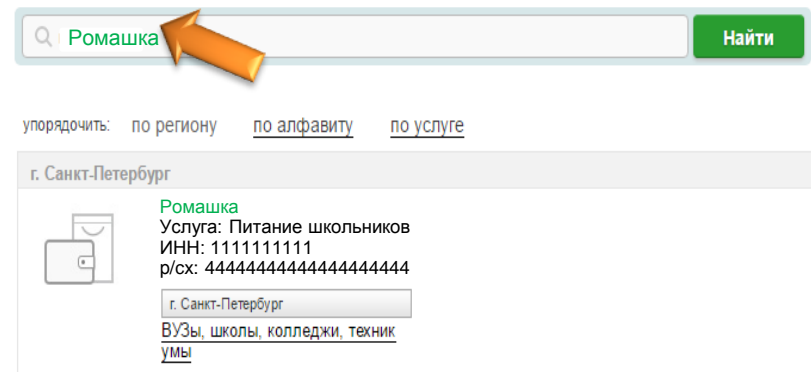 Ромашка
Найти
упорядочить: по региону по алфавиту по услуге
г. Санкт-Петербург
Ромашка
Услуга: Питание школьников
ИНН: 1111111111
р/сх: 44444444444444444444
г. Санкт-Петербург
ВУЗы, школы, колледжи, техник
умы